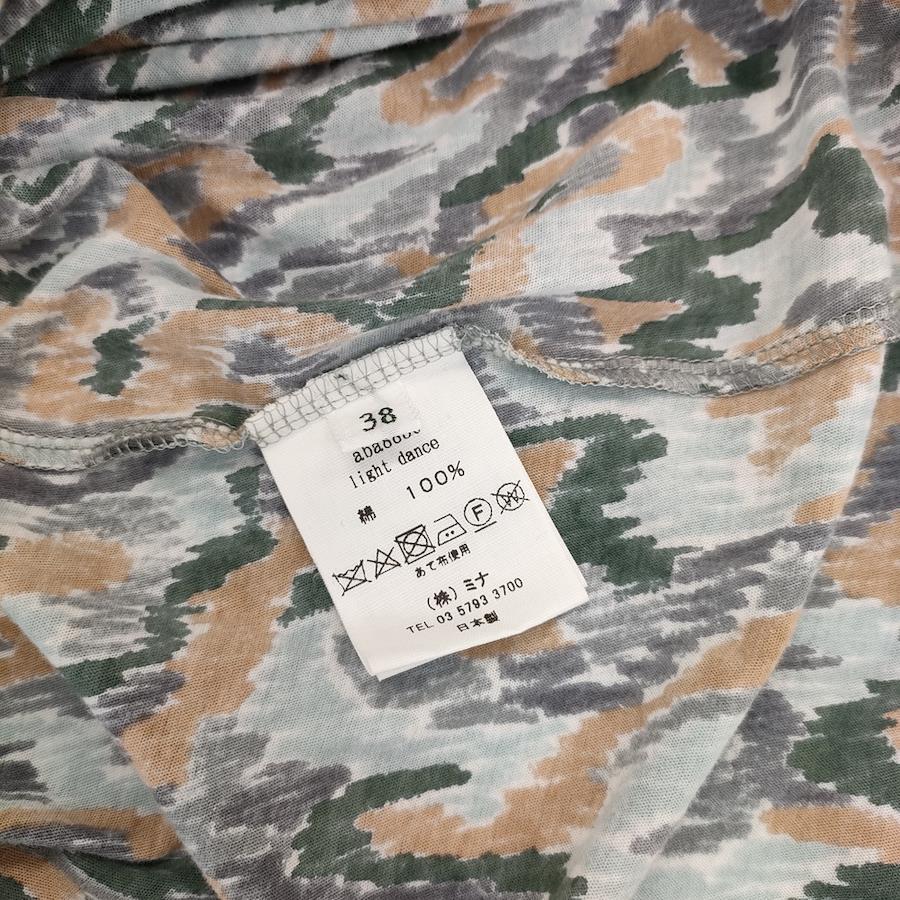 38
light dance
綿 100%
F W
あて布使用
(株) ミナ
TEL 03 5793 3700
日本製